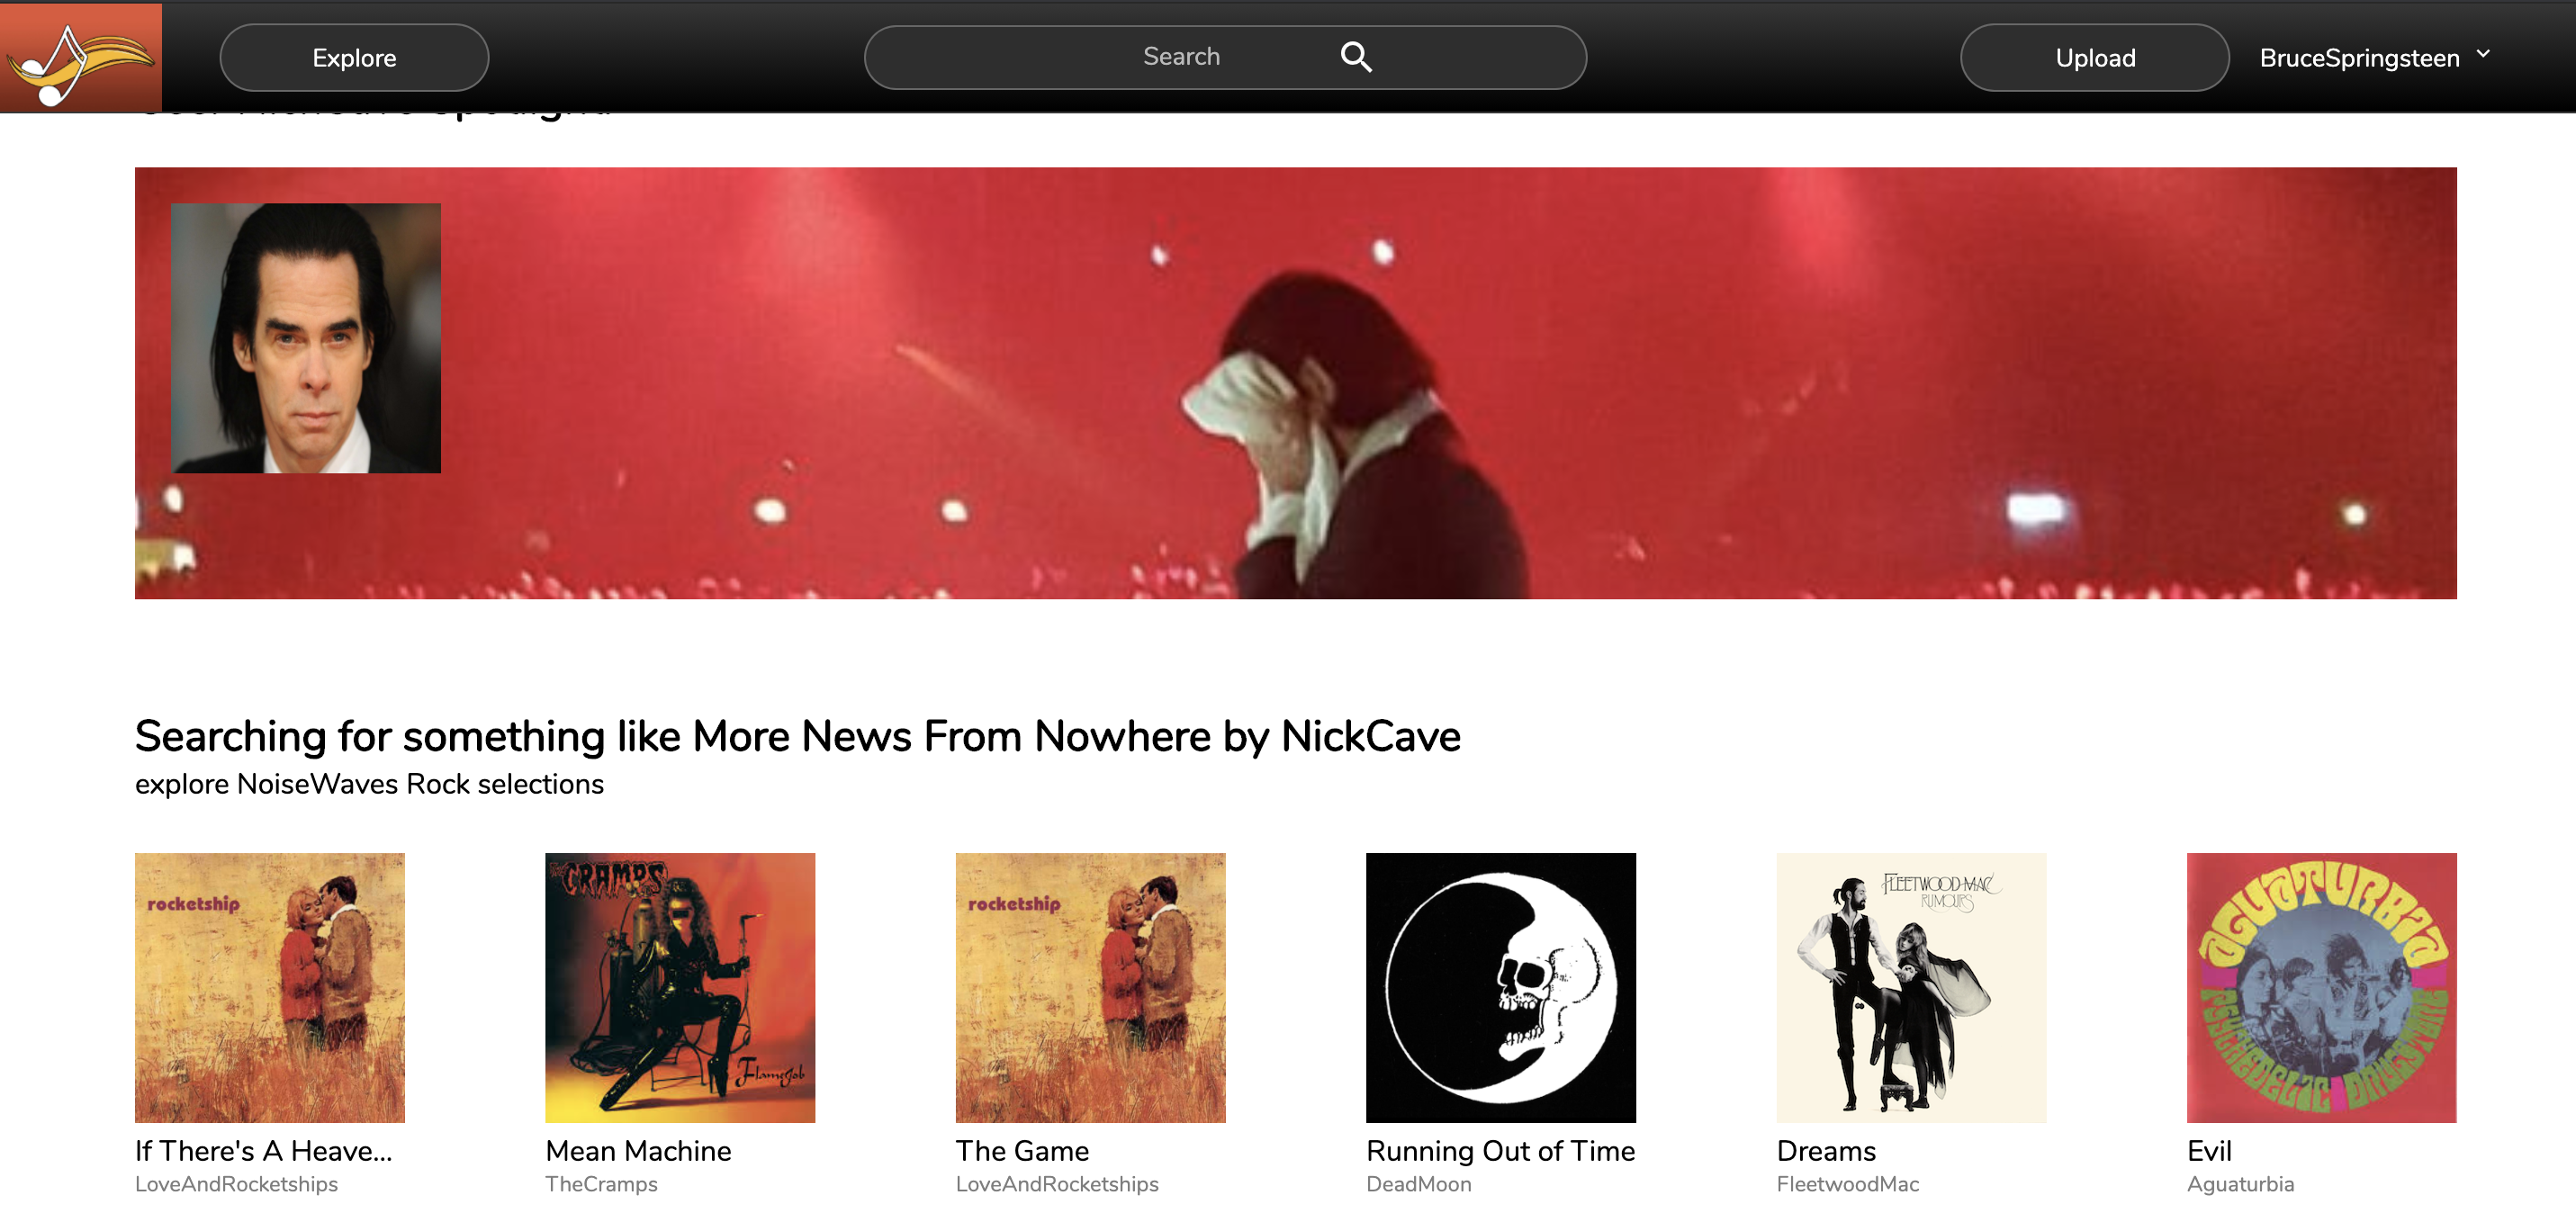 Explore
Search
Upload
BruceSpringsteen
Spotlight
Searching for something like More News From Nowhere by NickCave
explore NoiseWaves Rock selections
rocketship
THE CRAMPS
FlameJob
rocketship
FLEETWOOD MAC
RUMOURS
AGUATURBIA
PSYCHEDELIC DRUGSTORE
If There's A Heave...
LoveAndRocketships
Mean Machine
TheCramps
The Game
LoveAndRocketships
Running Out of Time
DeadMoon
Dreams
FleetwoodMac
Evil
Aguaturbia